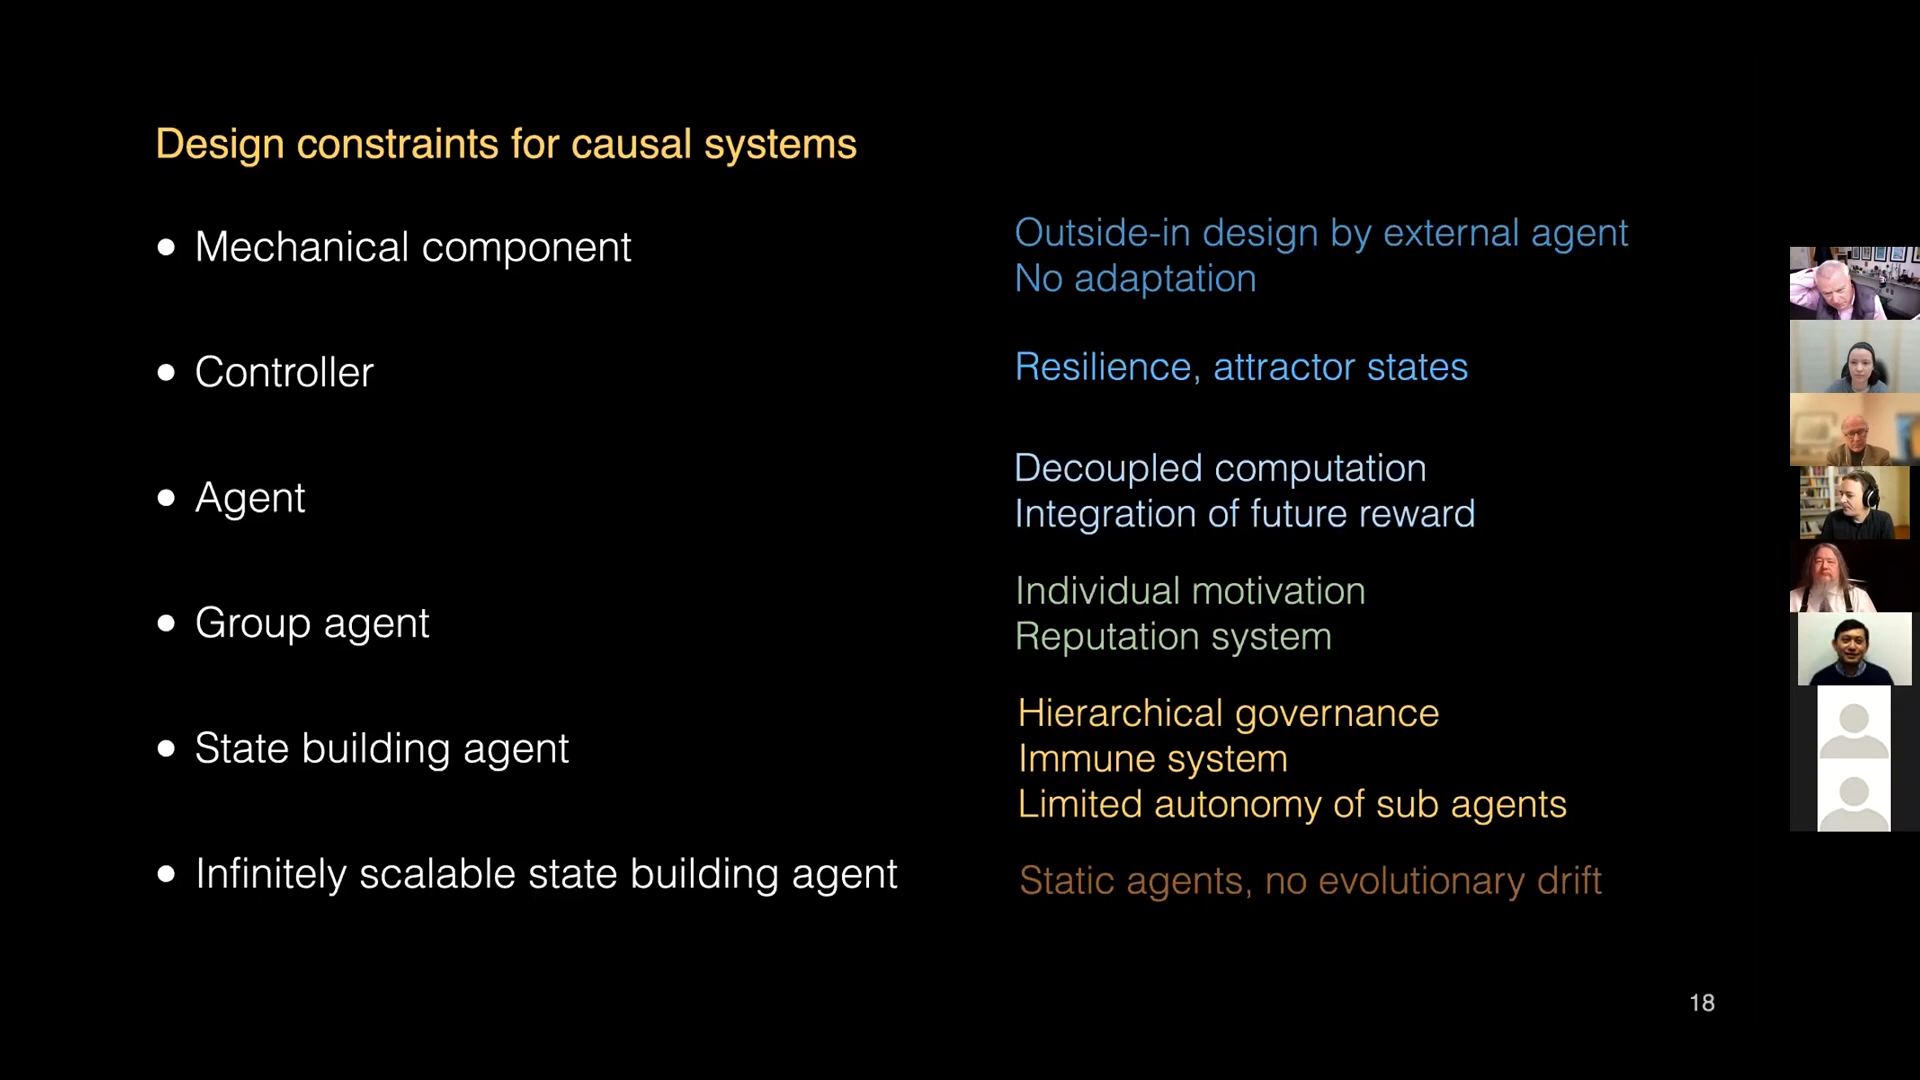 Design constraints for causal systems
• Mechanical component
Outside-in design by external agent
No adaptation
• Controller
Resilience, attractor states
• Agent
Decoupled computation
Integration of future reward
• Group agent
Individual motivation
Reputation system
• State building agent
Hierarchical governance
Immune system
Limited autonomy of sub agents
• Infinitely scalable state building agent
Static agents, no evolutionary drift
18